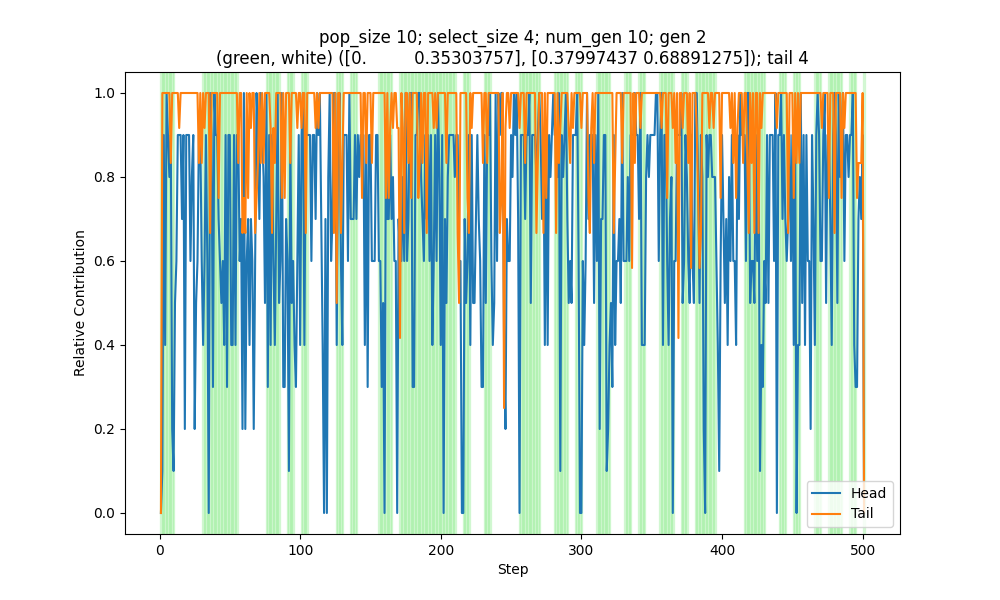 pop_size 10; select_size 4; num_gen 10; gen 2
(green, white) ([0.         0.35303757], [0.37997437 0.68891275]); tail 4
1.0
0.8
0.6
0.4
0.2
0.0
Relative Contribution
Head
Tail
0
100
200
300
400
500
Step